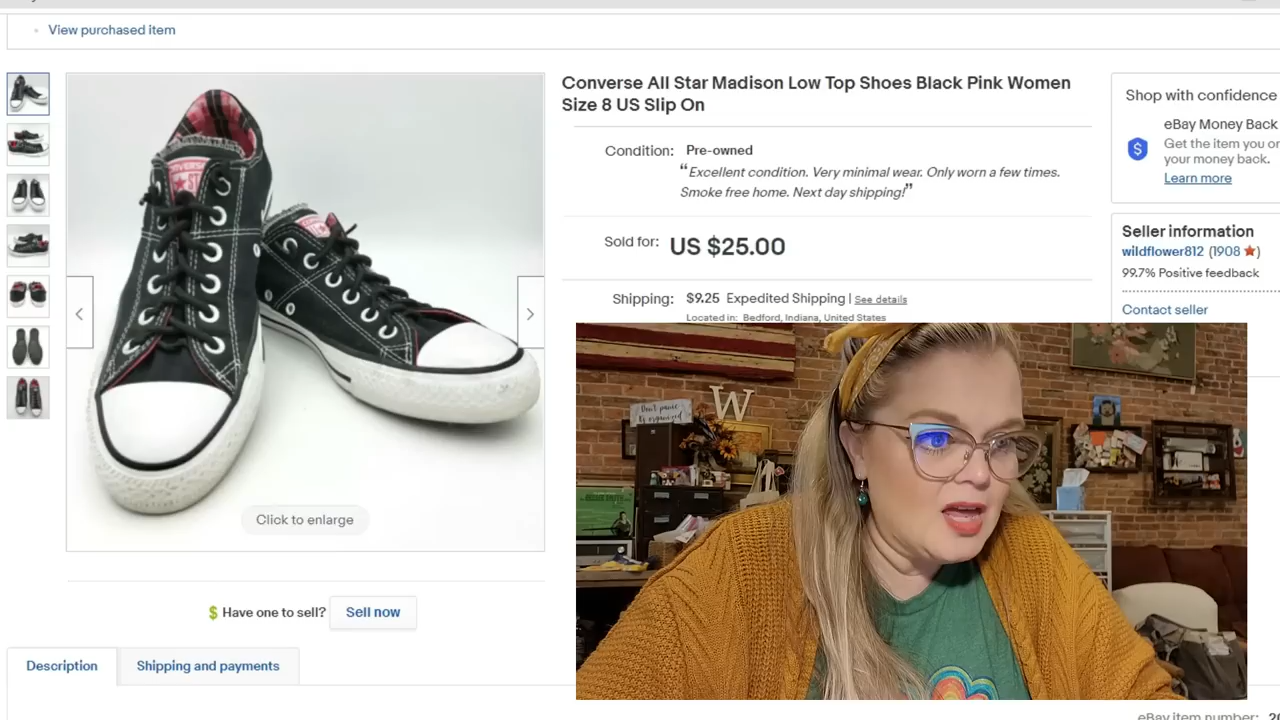 View purchased item
Converse All Star Madison Low Top Shoes Black Pink Women
Size 8 US Slip On
Shop with confidence
Condition: Pre-owned
“Excellent condition. Very minimal wear. Only worn a few times.
Smoke free home. Next day shipping!”
eBay Money Back
Get the item you or
your money back.
Learn more
Sold for: US $25.00
Seller information
wildflower812 (1908 ★)
99.7% Positive feedback
Contact seller
Shipping: $9.25 Expedited Shipping | See details
Located in: Bedford, Indiana, United States
W
Click to enlarge
Have one to sell? Sell now
Description
Shipping and payments
eBay item number: